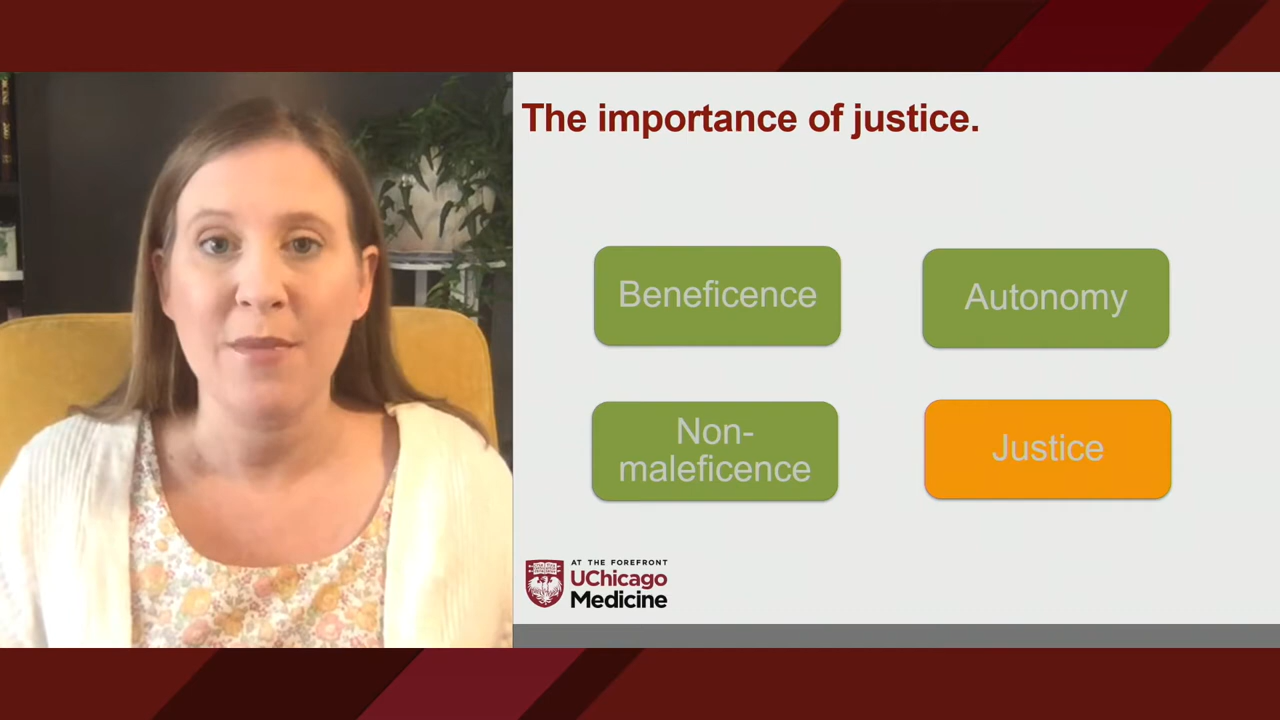 The importance of justice.
Beneficence
Autonomy
Non-
maleficence
Justice
AT THE FOREFRONT
UChicago
Medicine